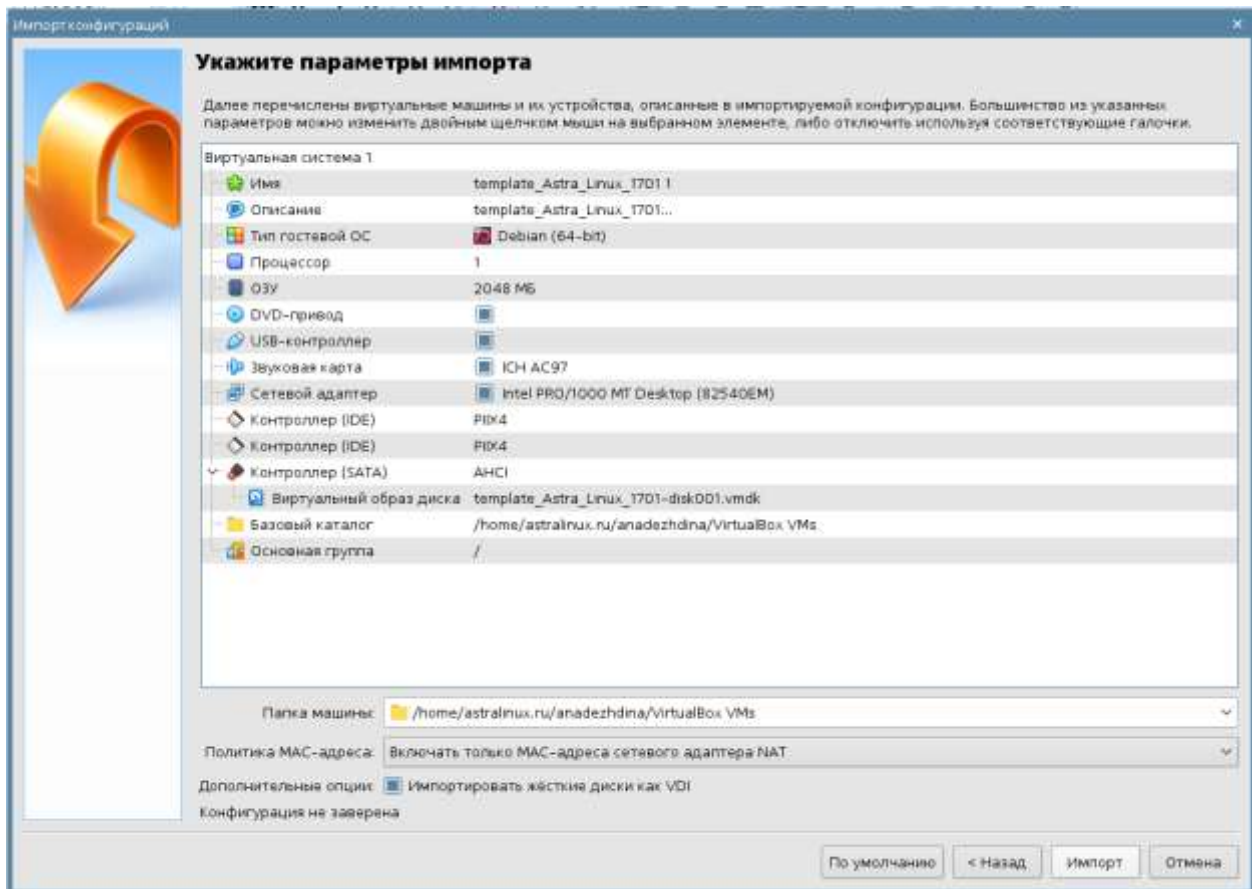 Импорт конфигураций
Укажите параметры импорта
Далее перечислены виртуальные машины и их устройства, описанные в импортируемой конфигурации. Большинство из указанных
параметров можно изменить двойным щелчком мыши на выбранном элементе, либо отключить используя соответствующие галочки.
Виртуальная система 1
Имя template_Astra_Linux_1701 1
Описание template_Astra_Linux_1701...
Тип гостевой ОС Debian (64-bit)
Процессор 1
ОЗУ 2048 МБ
DVD-привод
USB-контроллер
Звуковая карта ICH AC97
Сетевой адаптер Intel PRO/1000 MT Desktop (82540EM)
Контроллер (IDE) PIIX4
Контроллер (IDE) PIIX4
Контроллер (SATA) AHCI
Виртуальный образ диска template_Astra_Linux_1701-disk001.vmdk
Базовый каталог /home/astralinux.ru/anadezhdina/VirtualBox VMs
Основная группа /
Папка машины: /home/astralinux.ru/anadezhdina/VirtualBox VMs
Политика MAC-адреса: Включать только MAC-адреса сетевого адаптера NAT
Дополнительные опции: Импортировать жёсткие диски как VDI
Конфигурация не заверена
По умолчанию < Назад Импорт Отмена